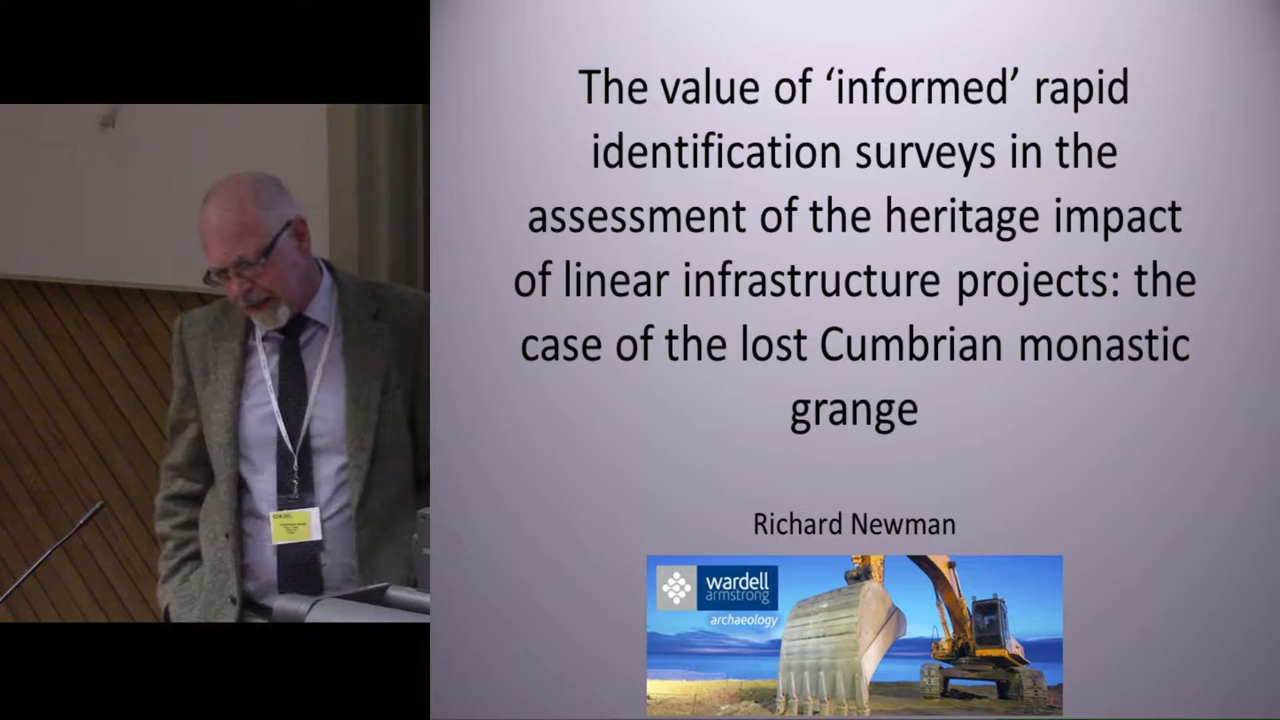 The value of ‘informed’ rapid
identification surveys in the
assessment of the heritage impact
of linear infrastructure projects: the
case of the lost Cumbrian monastic
grange
Richard Newman
wardell
armstrong
archaeology